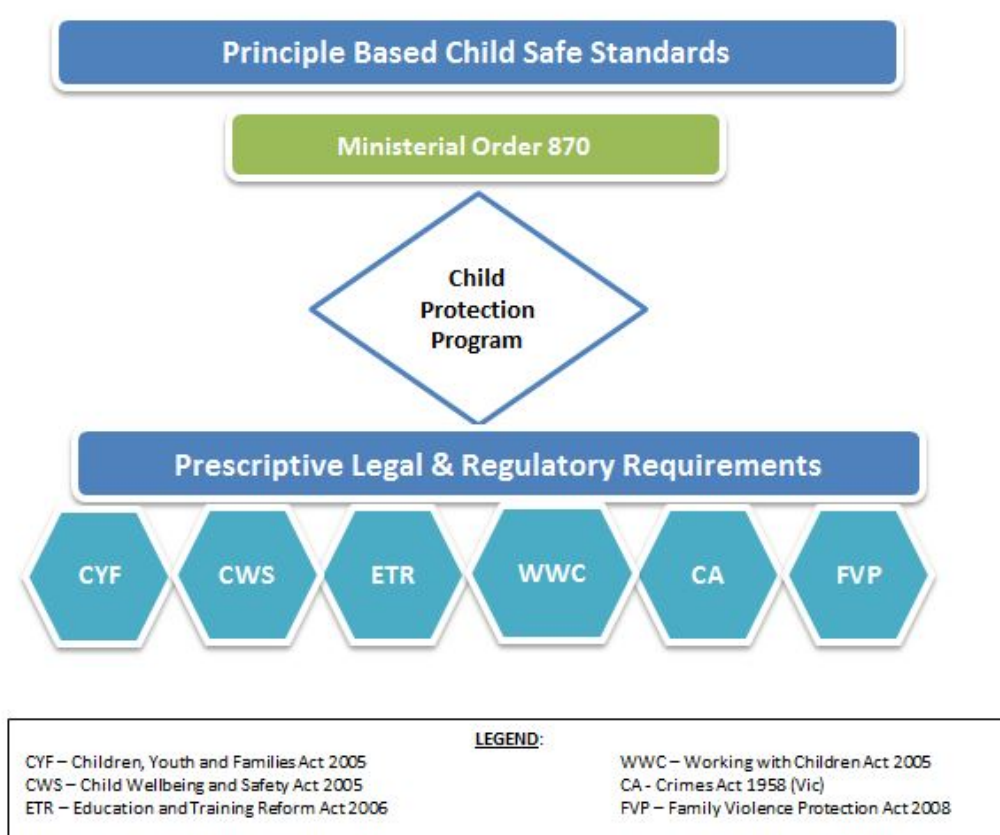 Principle Based Child Safe Standards
Ministerial Order 870
Child
Protection
Program
Prescriptive Legal & Regulatory Requirements
CYF
CWS
ETR
WWC
CA
FVP
LEGEND:
CYF – Children, Youth and Families Act 2005
CWS – Child Wellbeing and Safety Act 2005
ETR – Education and Training Reform Act 2006
WWC – Working with Children Act 2005
CA - Crimes Act 1958 (Vic)
FVP – Family Violence Protection Act 2008